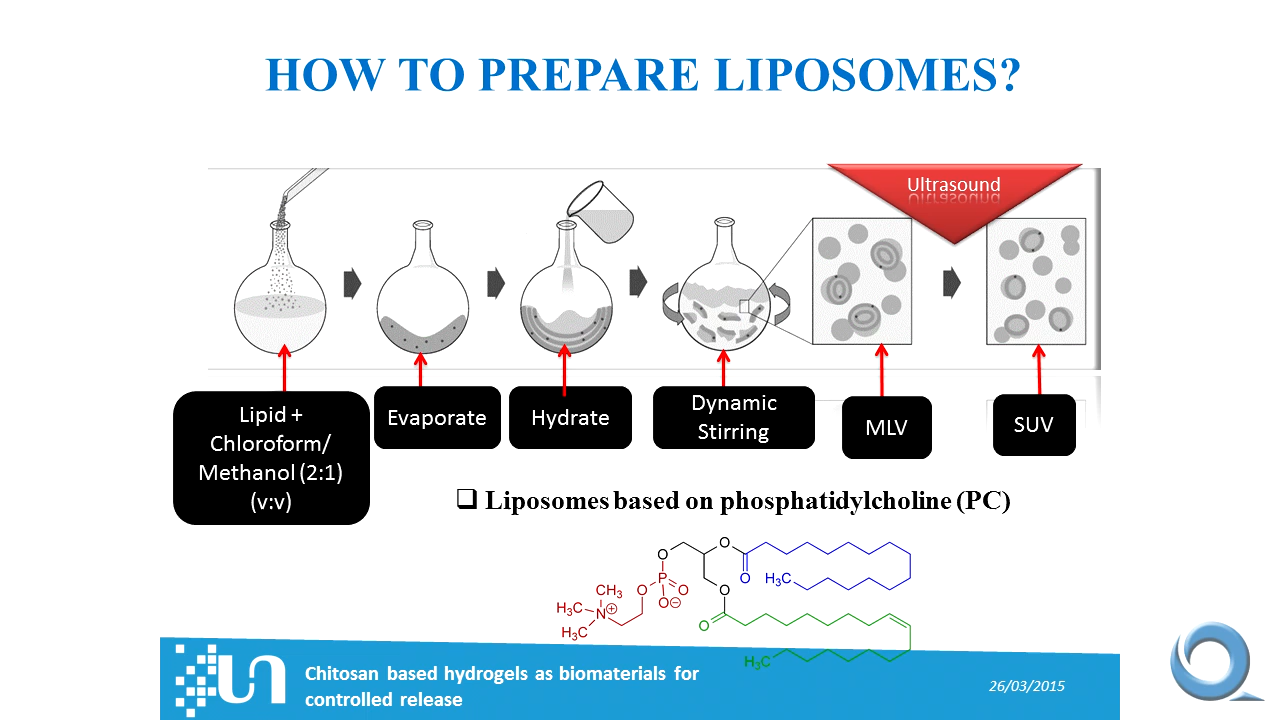 HOW TO PREPARE LIPOSOMES?
Ultrasound
Lipid +
Chloroform/
Methanol (2:1)
(v:v)
Evaporate
Hydrate
Dynamic
Stirring
MLV
SUV
❑ Liposomes based on phosphatidylcholine (PC)
O
O
O
H₃C
P
O
O
O⊖
O
CH₃
H₃C
N⊕
H₃C
O
H₃C
Chitosan based hydrogels as biomaterials for
controlled release
26/03/2015